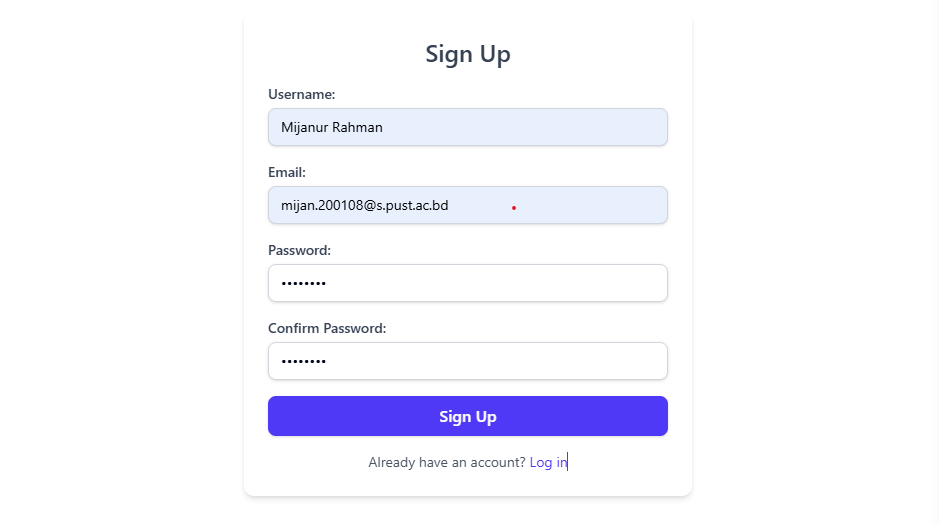 Sign Up
Username:
Mijanur Rahman
Email:
mijan.200108@s.pust.ac.bd
Password:
••••••••
Confirm Password:
••••••••
Sign Up
Already have an account? Log in